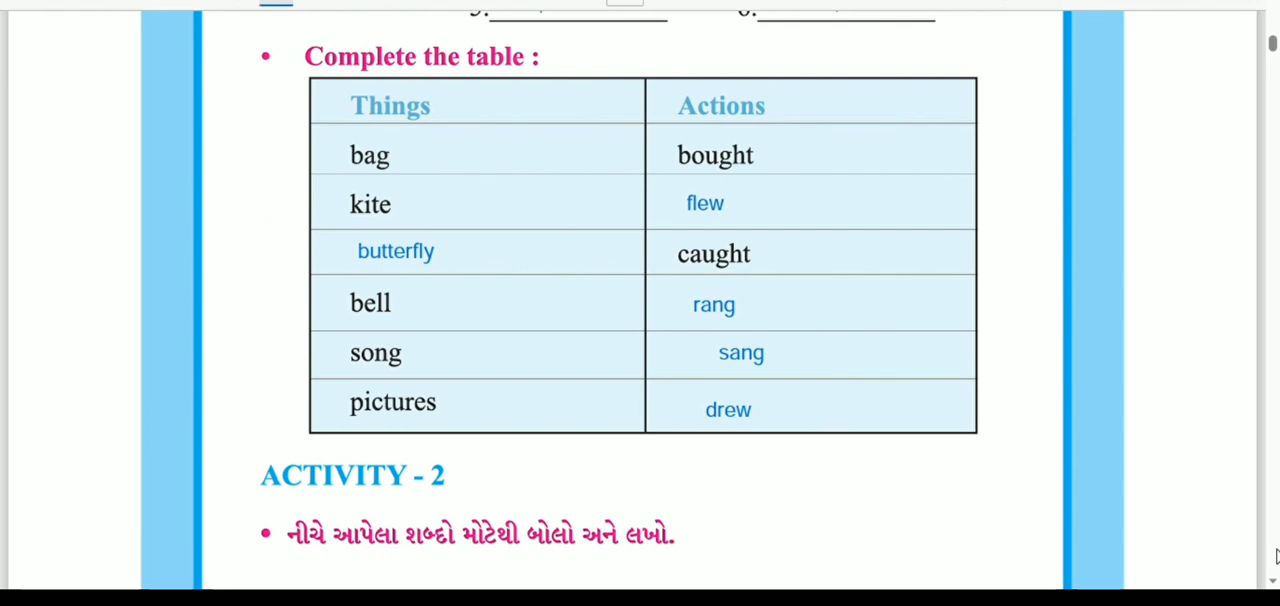 • Complete the table :
Things Actions
bag bought
kite flew
butterfly caught
bell rang
song sang
pictures drew
ACTIVITY - 2
• નીચે આપેલા શબ્દો મોટેથી બોલો અને લખો.